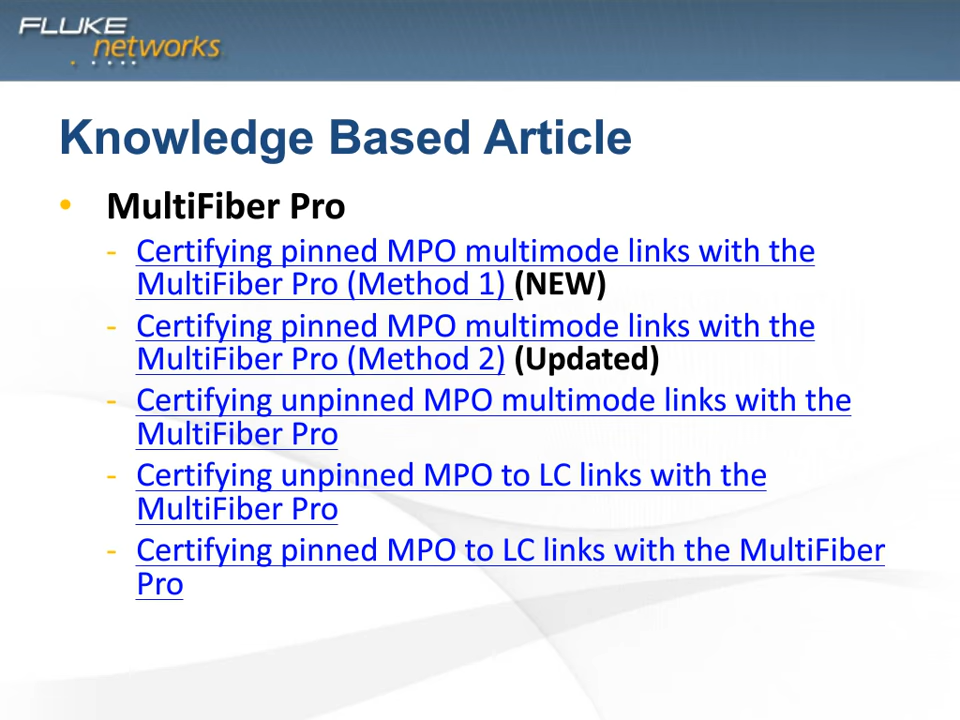 FLUKE
networks
Knowledge Based Article
• MultiFiber Pro
- Certifying pinned MPO multimode links with the
MultiFiber Pro (Method 1) (NEW)
- Certifying pinned MPO multimode links with the
MultiFiber Pro (Method 2) (Updated)
- Certifying unpinned MPO multimode links with the
MultiFiber Pro
- Certifying unpinned MPO to LC links with the
MultiFiber Pro
- Certifying pinned MPO to LC links with the MultiFiber
Pro